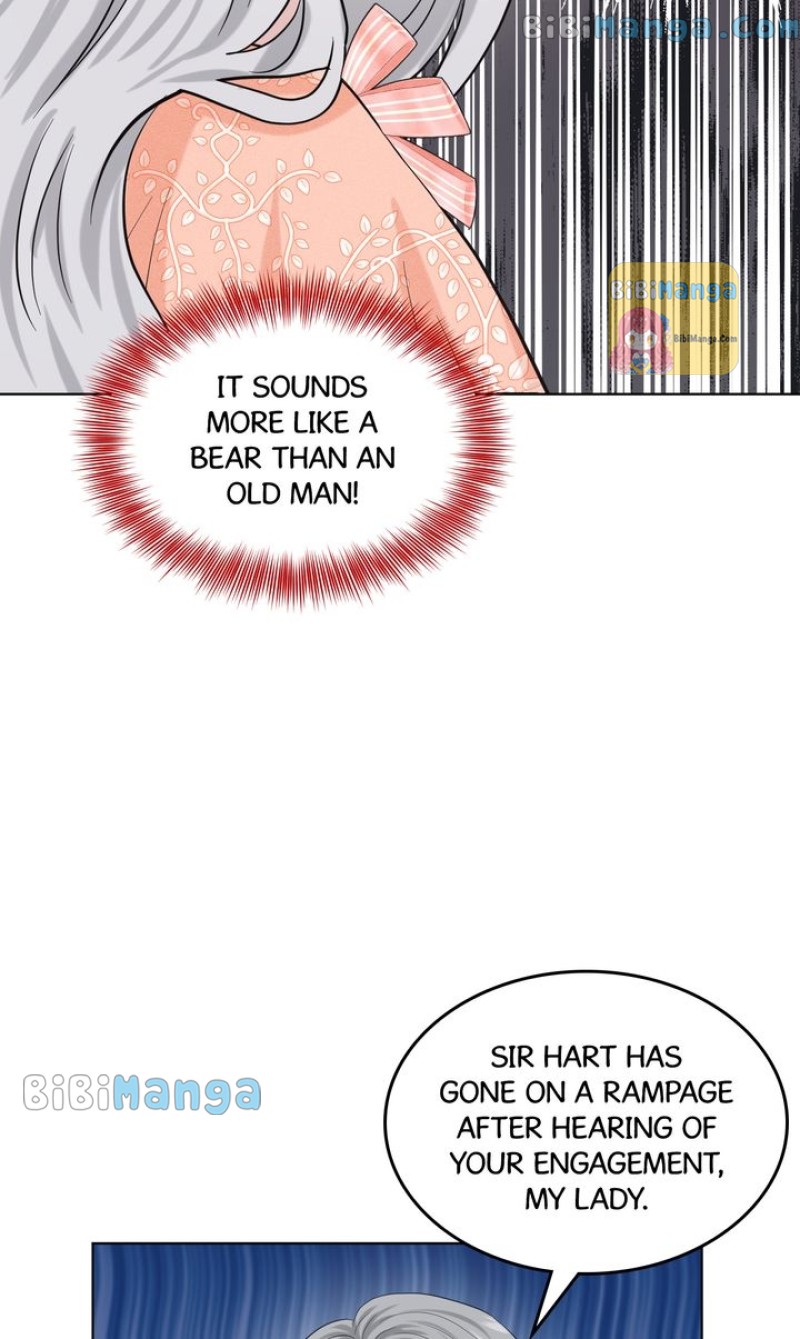 BiBiManga.Com
BiBiManga
BibiManga.Com
IT SOUNDS
MORE LIKE A
BEAR THAN AN
OLD MAN!
SIR HART HAS
GONE ON A RAMPAGE
AFTER HEARING OF
YOUR ENGAGEMENT,
MY LADY.
BiBiManga